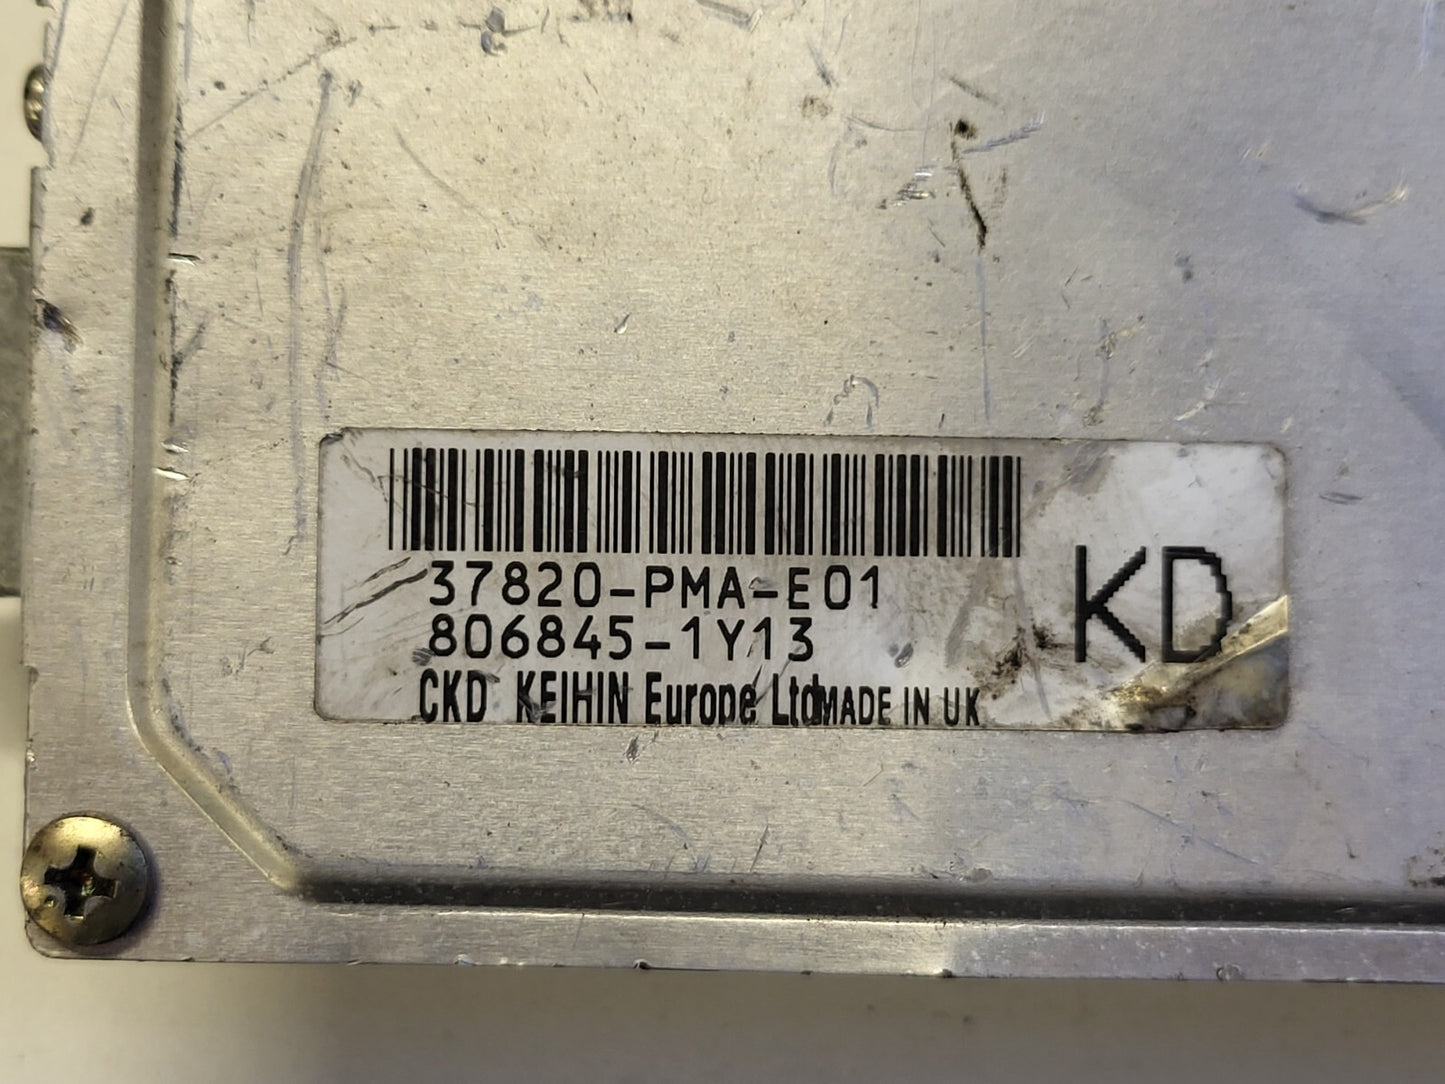 37820-PMA-E01
806845-1Y13
KD
CKD KEIHIN Europe Ltd MADE IN UK